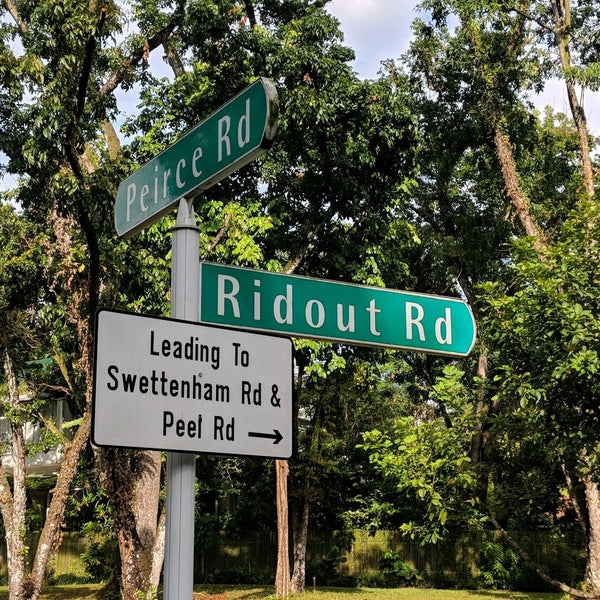 Peirce Rd
Ridout Rd
Leading To
Swettenham Rd &
Peel Rd →